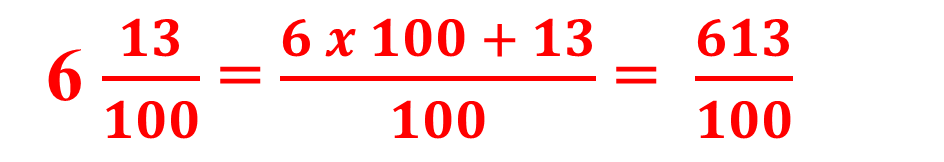 6 13/100 = (6 x 100 + 13)/100 = 613/100